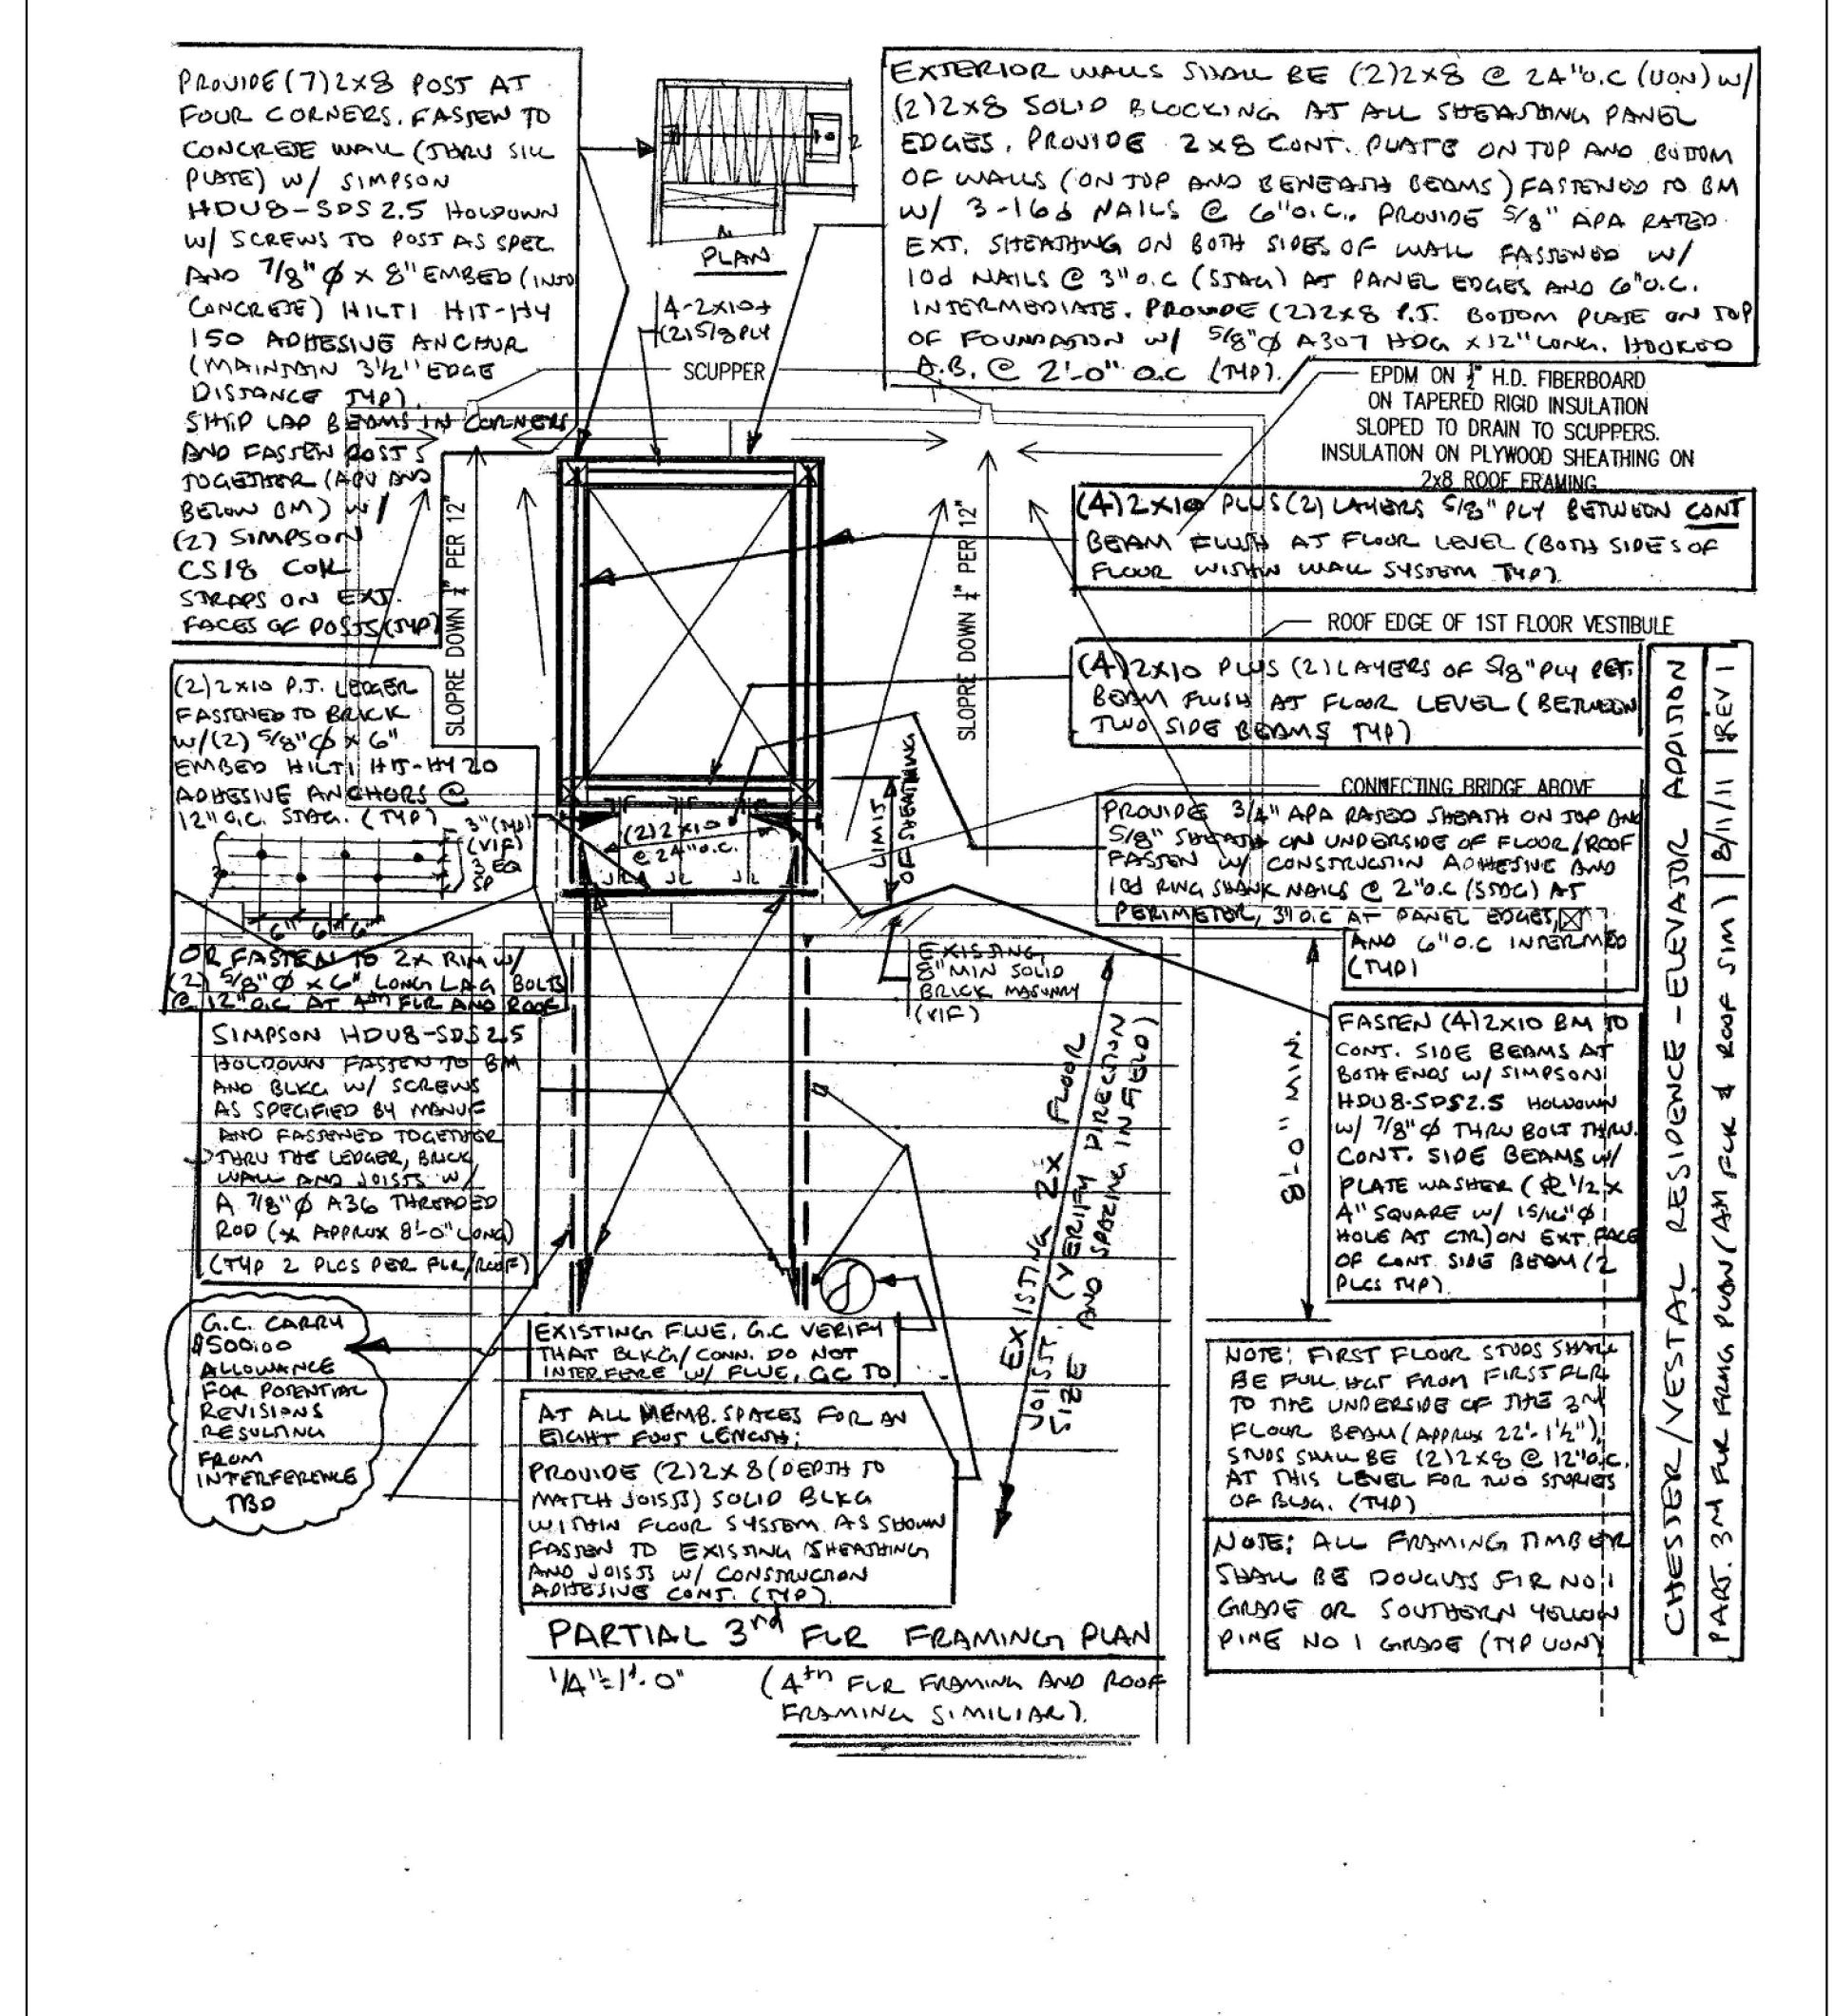 PROVIDE (7) 2X8 POST AT
FOUR CORNERS. FASTEN TO
CONCRETE WALL (THRU SILL
PLATE) W/ SIMPSON
HDU8-SDS2.5 HOLDOWN
W/ SCREWS TO POST AS SPEC
AND 7/8"Ø X 8" EMBED (INTO
CONCRETE) HILTI HIT-HY
150 ADHESIVE ANCHOR
(MAINTAIN 3½" EDGE
DISTANCE TYP).
SHIP LAP BEAMS IN CORNERS
AND FASTEN POSTS
TOGETHER (ABV AND
BELOW BM) W/
(2) SIMPSON
CS18 COIL
STRAPS ON EXT.
FACES OF POSTS (TYP)
PLAN
4-2X10+
(2) 5/8 PLY
SCUPPER
EXTERIOR WALLS SHALL BE (2) 2X8 @ 24" O.C (UON) W/
(2) 2X8 SOLID BLOCKING AT ALL SHEATHING PANEL
EDGES. PROVIDE 2X8 CONT. PLATE ON TOP AND BOTTOM
OF WALLS (ON TOP AND BENEATH BEAMS) FASTENED TO BM
W/ 3-16d NAILS @ 6" O.C.. PROVIDE 5/8" APA RATED
EXT. SHEATHING ON BOTH SIDES OF WALL FASTENED W/
10d NAILS @ 3" O.C (STAG) AT PANEL EDGES AND 6" O.C.
INTERMEDIATE. PROVIDE (2) 2X8 P.T. BOTTOM PLATE ON TOP
OF FOUNDATION W/ 5/8"Ø A307 HDG X 12" LONG. HOOKED
A.B. @ 2'-0" O.C (TYP).
EPDM ON ½" H.D. FIBERBOARD
ON TAPERED RIGID INSULATION
SLOPED TO DRAIN TO SCUPPERS.
INSULATION ON PLYWOOD SHEATHING ON
2x8 ROOF FRAMING
(4) 2X10 PLUS (2) LAYERS 5/8" PLY BETWEEN CONT
BEAM FLUSH AT FLOOR LEVEL (BOTH SIDES OF
FLOOR WITHIN WALL SYSTEM TYP)
ROOF EDGE OF 1ST FLOOR VESTIBULE
(4) 2X10 PLUS (2) LAYERS OF 5/8" PLY BET.
BEAM FLUSH AT FLOOR LEVEL (BETWEEN
TWO SIDE BEAMS TYP)
SLOPRE DOWN ¼" PER 12"
SLOPRE DOWN ¼" PER 12"
CONNECTING BRIDGE ABOVE
PROVIDE 3/4" APA RATED SHEATH ON TOP AND
5/8" SHEATH ON UNDERSIDE OF FLOOR/ROOF
FASTEN W/ CONSTRUCTIN ADHESIVE AND
10d RING SHANK NAILS @ 2" O.C (STAG) AT
PERIMETER, 3" O.C AT PANEL EDGES,
AND 6" O.C INTERMED
(TYP)
(2) 2X10 P.T. LEDGER
FASTENED TO BRICK
W/(2) 5/8"Ø X 6"
EMBED HILTI HIT-HY 20
ADHESIVE ANCHORS @
12" O.C. STAG. (TYP)
3" (TYP)
(VIF)
3 EQ
SP
6" 6" 6"
OR FASTEN TO 2X RIM W/
(2) 5/8"Ø X 6" LONG LAG BOLTS
@ 12" O.C AT 4TH FLR AND ROOF
(2) 2X10
@ 24" O.C.
LIMITS
OF SHEATHING
EXISTING
8" MIN SOLID
BRICK MASONRY
(VIF)
SIMPSON HDU8-SDS2.5
HOLDOWN FASTEN TO BM
AND BLKG W/ SCREWS
AS SPECIFIED BY MANUF
AND FASTENED TOGETHER
THRU THE LEDGER, BRICK
WALL AND JOISTS W/
A 7/8"Ø A36 THREADED
ROD (X APPROX 8'-0" LONG)
(TYP 2 PLCS PER FLR/ROOF)
EXISTING 2X FLOOR
JOIST. (VERIFY DIRECTION
SIZE AND SPACING IN FIELD)
8'-0" MIN.
FASTEN (4) 2X10 BM TO
CONT. SIDE BEAMS AT
BOTH ENDS W/ SIMPSON
HDU8-SDS2.5 HOLDOWN
W/ 7/8"Ø THRU BOLT THRU.
CONT. SIDE BEAMS W/
PLATE WASHER (PL 1/2 X
4" SQUARE W/ 15/16"Ø
HOLE AT CTR) ON EXT. FACE
OF CONT SIDE BEAM (2
PLCS TYP)
G.C. CARRY
$500.00
ALLOWANCE
FOR POTENTIAL
REVISIONS
RESULTING
FROM
INTERFERENCE
TBD
EXISTING FLUE, G.C VERIFY
THAT BLKG/CONN. DO NOT
INTERFERE W/ FLUE, GC TO
AT ALL MEMB. SPACES FOR AN
EIGHT FOOT LENGTH;
PROVIDE (2) 2X8 (DEPTH TO
MATCH JOISTS) SOLID BLKG
WITHIN FLOOR SYSTEM AS SHOWN
FASTEN TO EXISTING SHEATHING
AND JOISTS W/ CONSTRUCTION
ADHESIVE CONT. (TYP)
NOTE: FIRST FLOOR STUDS SHALL
BE FULL HGT FROM FIRST FLR
TO THE UNDERSIDE OF THE 3rd
FLOOR BEAM (APPROX 22'-1½").
STUDS SHALL BE (2) 2X8 @ 12" O.C.
AT THIS LEVEL FOR TWO STORIES
OF BLDG. (TYP)
NOTE: ALL FRAMING TIMBER
SHALL BE DOUGLAS FIR NO 1
GRADE OR SOUTHERN YELLOW
PINE NO 1 GRADE (TYP UON)
PARTIAL 3rd FLR FRAMING PLAN
1/4"=1'-0" (4th FLR FRAMING AND ROOF
FRAMING SIMILIAR).
CHESTER/VESTAL RESIDENCE - ELEVATOR ADDITION
PART. 3rd FLR FRMG PLAN (4TH FLR & ROOF SIM) | 8/11/11 | REV 1